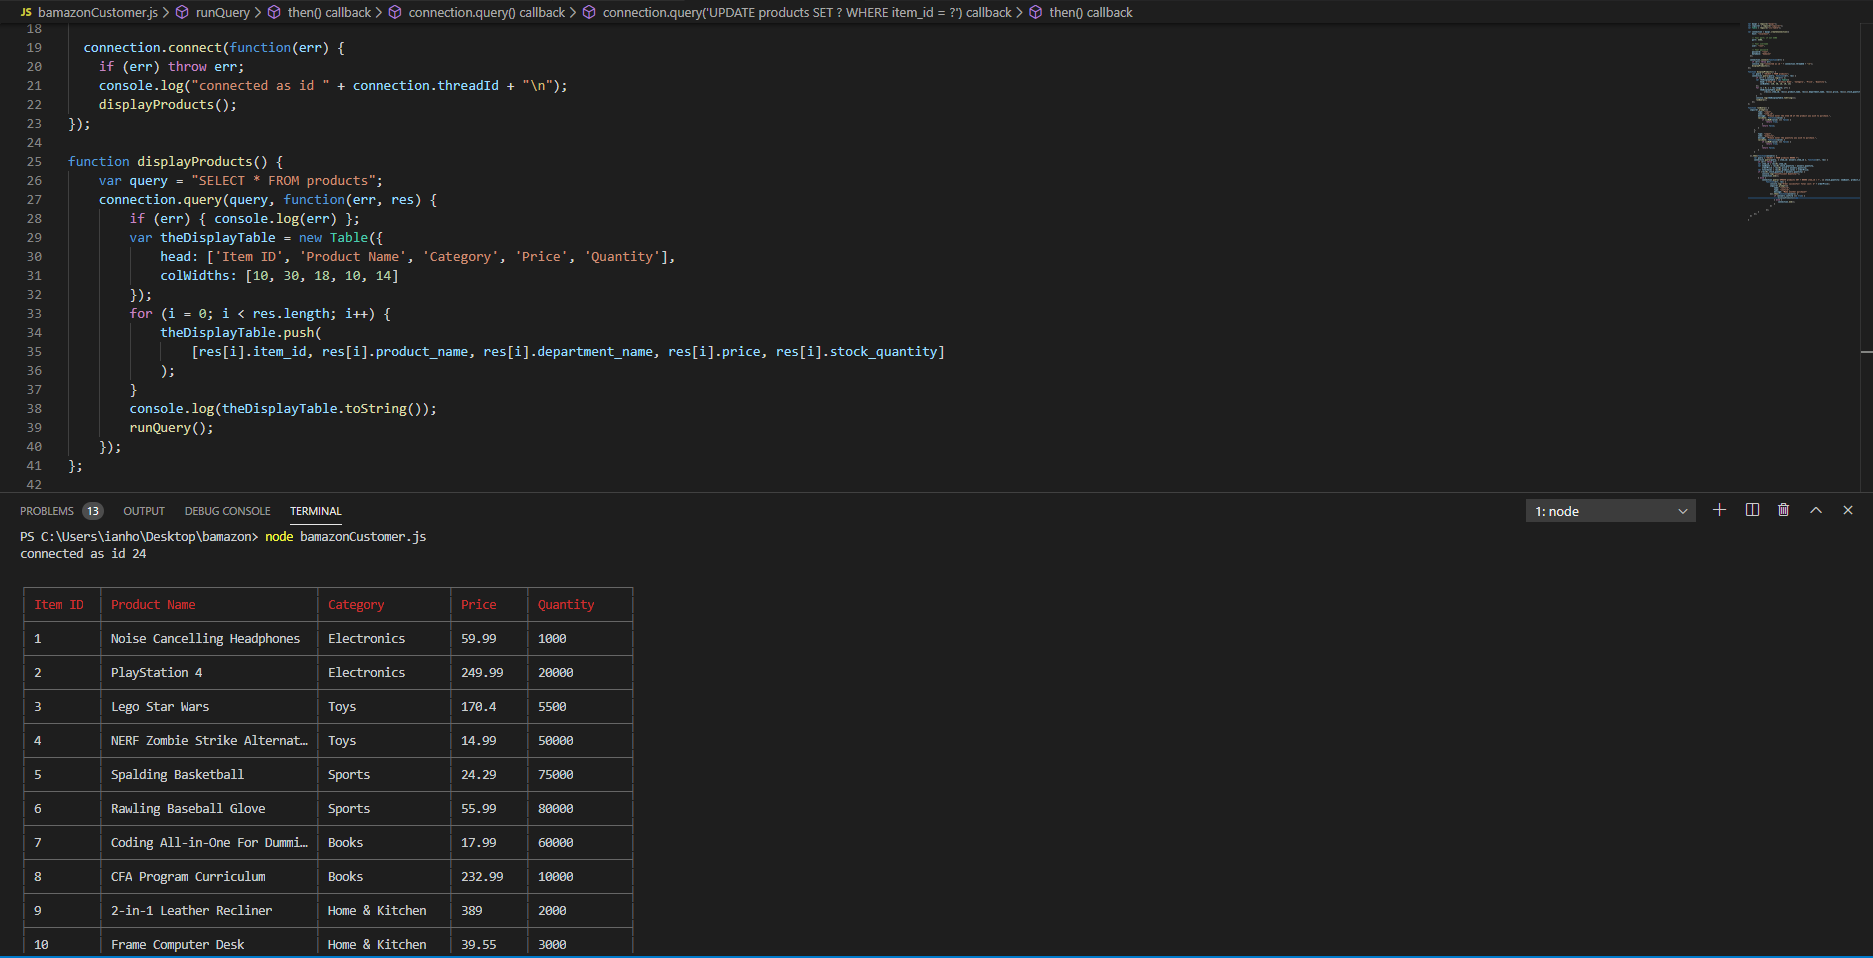 JS bamazonCustomer.js > runQuery > then() callback > connection.query() callback > connection.query('UPDATE products SET ? WHERE item_id = ?') callback > then() callback
18
19 connection.connect(function(err) {
20 if (err) throw err;
21 console.log("connected as id " + connection.threadId + "\n");
22 displayProducts();
23 });
24
25 function displayProducts() {
26 var query = "SELECT * FROM products";
27 connection.query(query, function(err, res) {
28 if (err) { console.log(err) };
29 var theDisplayTable = new Table({
30 head: ['Item ID', 'Product Name', 'Category', 'Price', 'Quantity'],
31 colWidths: [10, 30, 18, 10, 14]
32 });
33 for (i = 0; i < res.length; i++) {
34 theDisplayTable.push(
35 [res[i].item_id, res[i].product_name, res[i].department_name, res[i].price, res[i].stock_quantity]
36 );
37 }
38 console.log(theDisplayTable.toString());
39 runQuery();
40 });
41 };
42
PROBLEMS 13 OUTPUT DEBUG CONSOLE TERMINAL 1: node
PS C:\Users\ianho\Desktop\bamazon> node bamazonCustomer.js
connected as id 24
Item ID Product Name Category Price Quantity
1 Noise Cancelling Headphones Electronics 59.99 1000
2 PlayStation 4 Electronics 249.99 20000
3 Lego Star Wars Toys 170.4 5500
4 NERF Zombie Strike Alternat… Toys 14.99 50000
5 Spalding Basketball Sports 24.29 75000
6 Rawling Baseball Glove Sports 55.99 80000
7 Coding All-in-One For Dummi… Books 17.99 60000
8 CFA Program Curriculum Books 232.99 10000
9 2-in-1 Leather Recliner Home & Kitchen 389 2000
10 Frame Computer Desk Home & Kitchen 39.55 3000